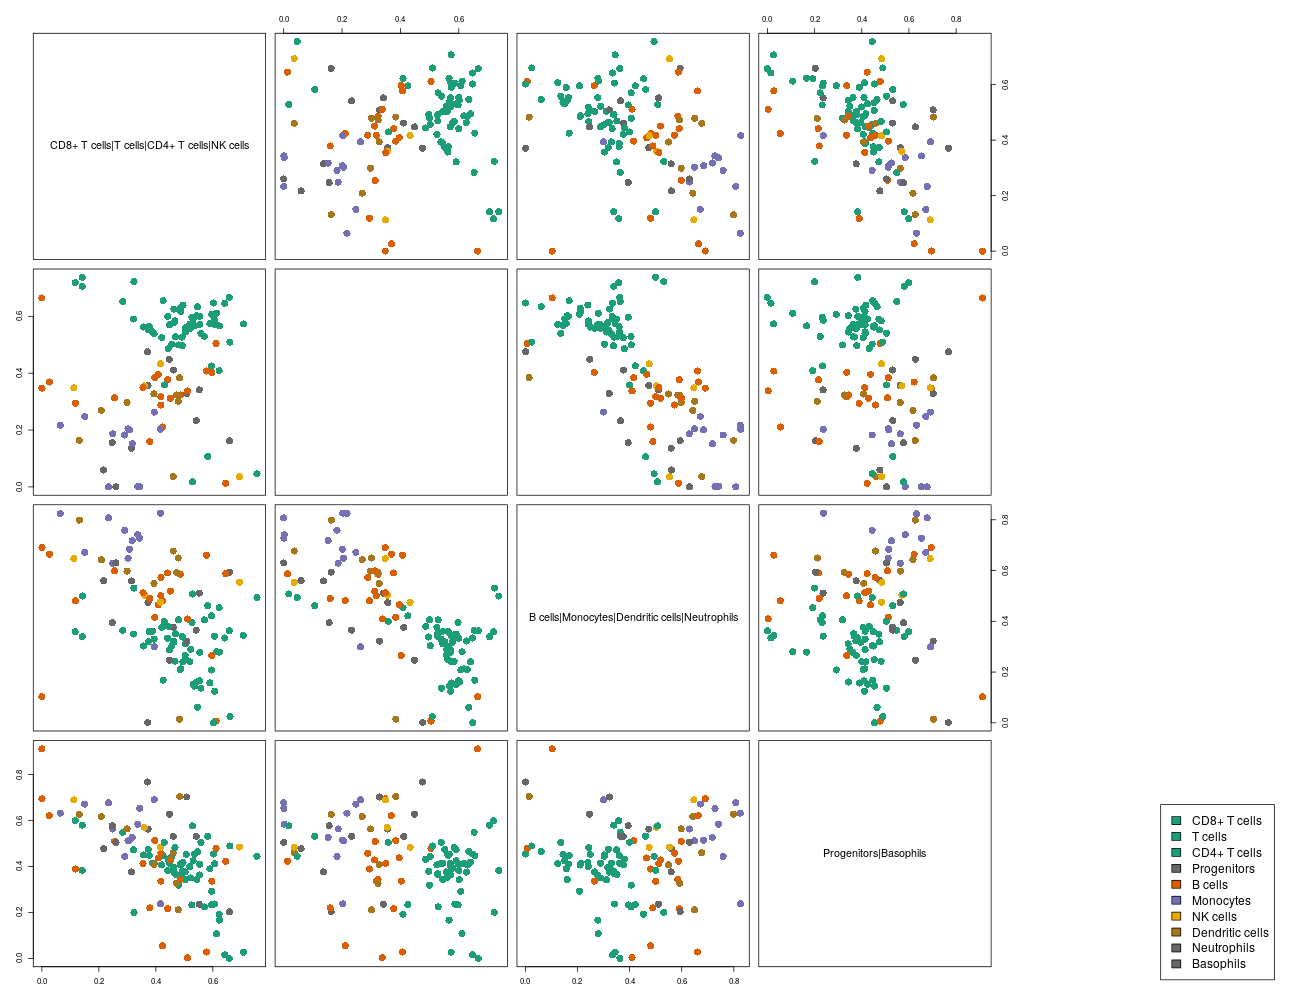 0.0 0.2 0.4 0.6
0.0 0.2 0.4 0.6 0.8
CD8+ T cells|T cells|CD4+ T cells|NK cells
0.0 0.2 0.4 0.6
0.0 0.2 0.4 0.6
B cells|Monocytes|Dendritic cells|Neutrophils
0.0 0.2 0.4 0.6 0.8
Progenitors|Basophils
0.0 0.2 0.4 0.6 0.8
0.0 0.2 0.4 0.6
0.0 0.2 0.4 0.6 0.8
CD8+ T cells
T cells
CD4+ T cells
Progenitors
B cells
Monocytes
NK cells
Dendritic cells
Neutrophils
Basophils